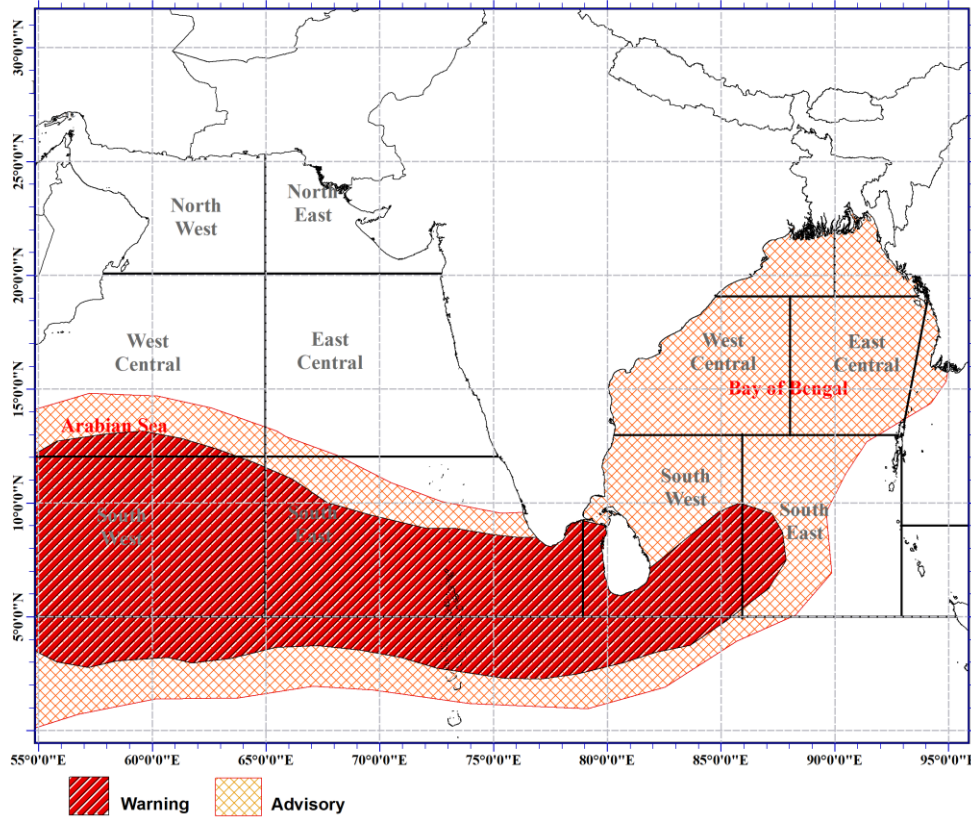 30°0'0"N
25°0'0"N
20°0'0"N
15°0'0"N
10°0'0"N
5°0'0"N
North
West
North
East
West
Central
East
Central
Arabian Sea
South
West
South
East
West
Central
East
Central
Bay of Bengal
South
West
South
East
55°0'0"E
60°0'0"E
65°0'0"E
70°0'0"E
75°0'0"E
80°0'0"E
85°0'0"E
90°0'0"E
95°0'0"E
Warning
Advisory